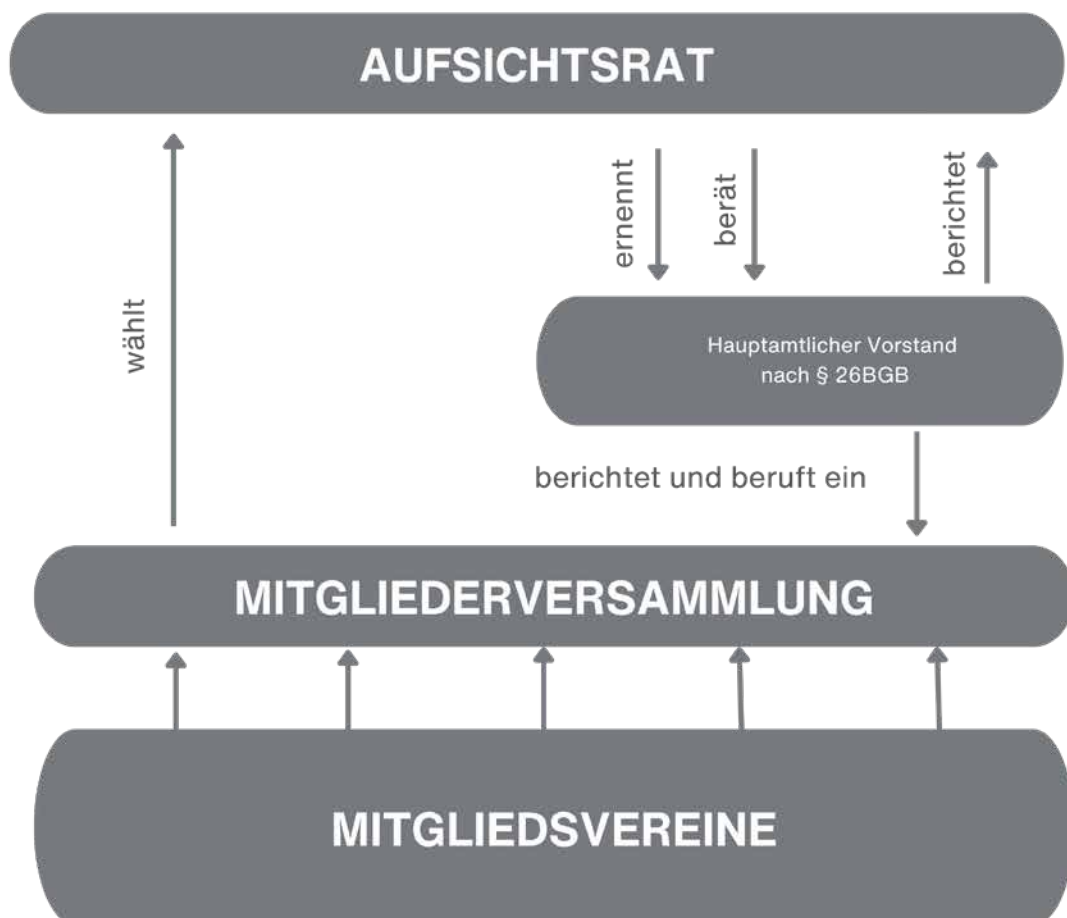 AUFSICHTSRAT
wählt
ernennt
berät
berichtet
Hauptamtlicher Vorstand
nach § 26BGB
berichtet und beruft ein
MITGLIEDERVERSAMMLUNG
MITGLIEDSVEREINE